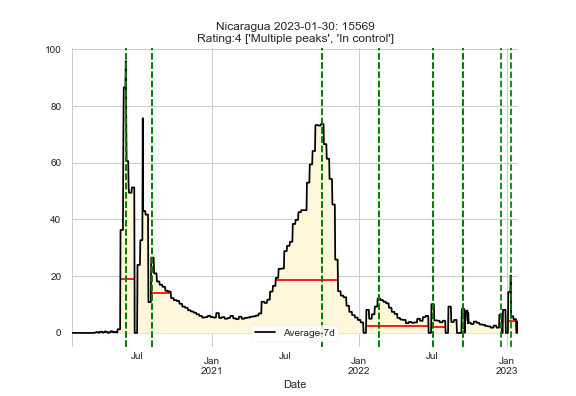 Nicaragua 2023-01-30: 15569
Rating:4 ['Multiple peaks', 'In control']
100
80
60
40
20
0
Average-7d
Jul
Jan
2021
Jul
Jan
2022
Jul
Jan
2023
Date